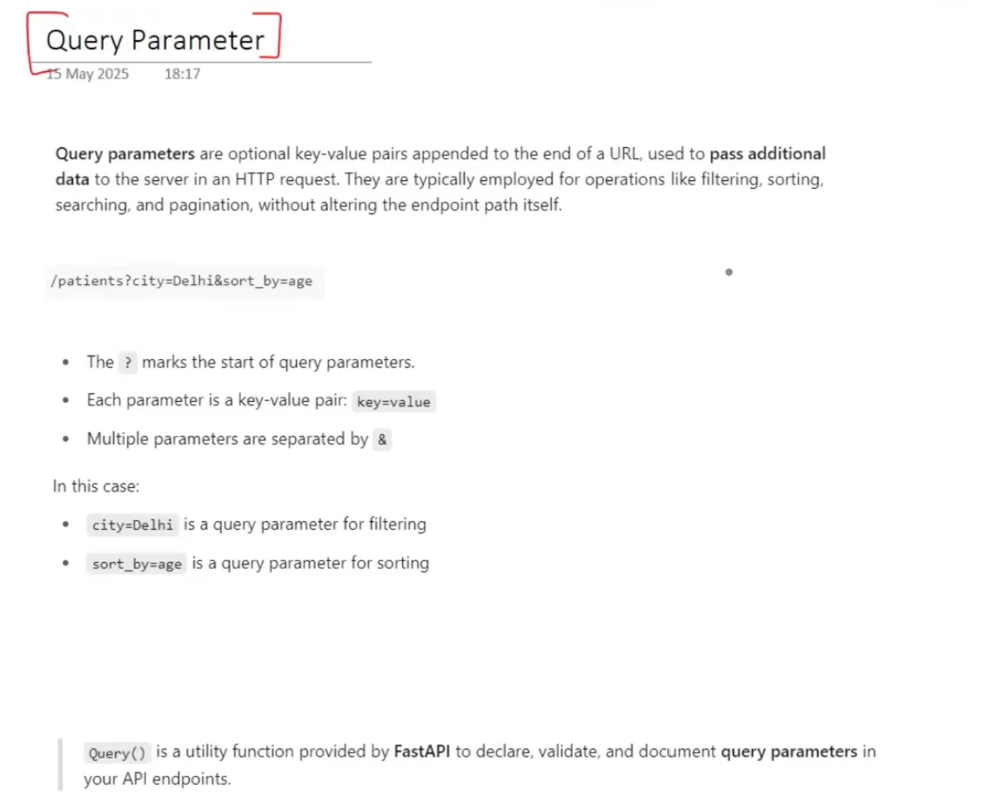 Query Parameter
15 May 2025 18:17
Query parameters are optional key-value pairs appended to the end of a URL, used to pass additional
data to the server in an HTTP request. They are typically employed for operations like filtering, sorting,
searching, and pagination, without altering the endpoint path itself.
/patients?city=Delhi&sort_by=age
• The ? marks the start of query parameters.
• Each parameter is a key-value pair: key=value
• Multiple parameters are separated by &
In this case:
• city=Delhi is a query parameter for filtering
• sort_by=age is a query parameter for sorting
Query() is a utility function provided by FastAPI to declare, validate, and document query parameters in
your API endpoints.